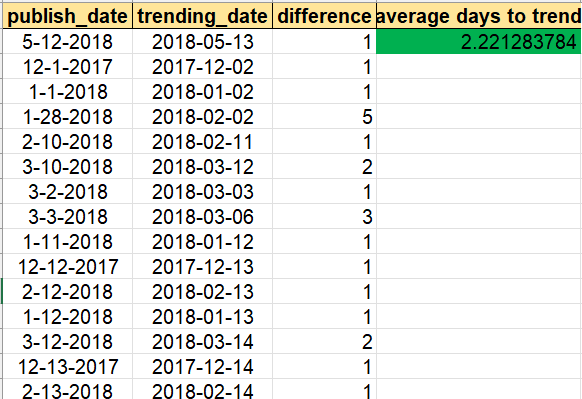 publish_date trending_date difference average days to trend
5-12-2018 2018-05-13 1 2.221283784
12-1-2017 2017-12-02 1
1-1-2018 2018-01-02 1
1-28-2018 2018-02-02 5
2-10-2018 2018-02-11 1
3-10-2018 2018-03-12 2
3-2-2018 2018-03-03 1
3-3-2018 2018-03-06 3
1-11-2018 2018-01-12 1
12-12-2017 2017-12-13 1
2-12-2018 2018-02-13 1
1-12-2018 2018-01-13 1
3-12-2018 2018-03-14 2
12-13-2017 2017-12-14 1
2-13-2018 2018-02-14 1